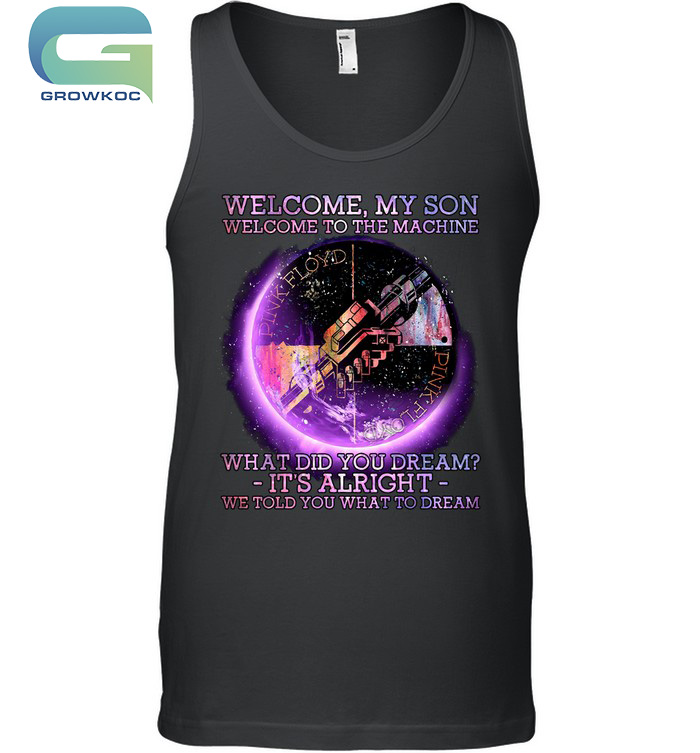 GROWKOC
WELCOME, MY SON
WELCOME TO THE MACHINE
PINK·FLOYD
PINK·FLOYD
WHAT DID YOU DREAM?
- IT'S ALRIGHT -
WE TOLD YOU WHAT TO DREAM